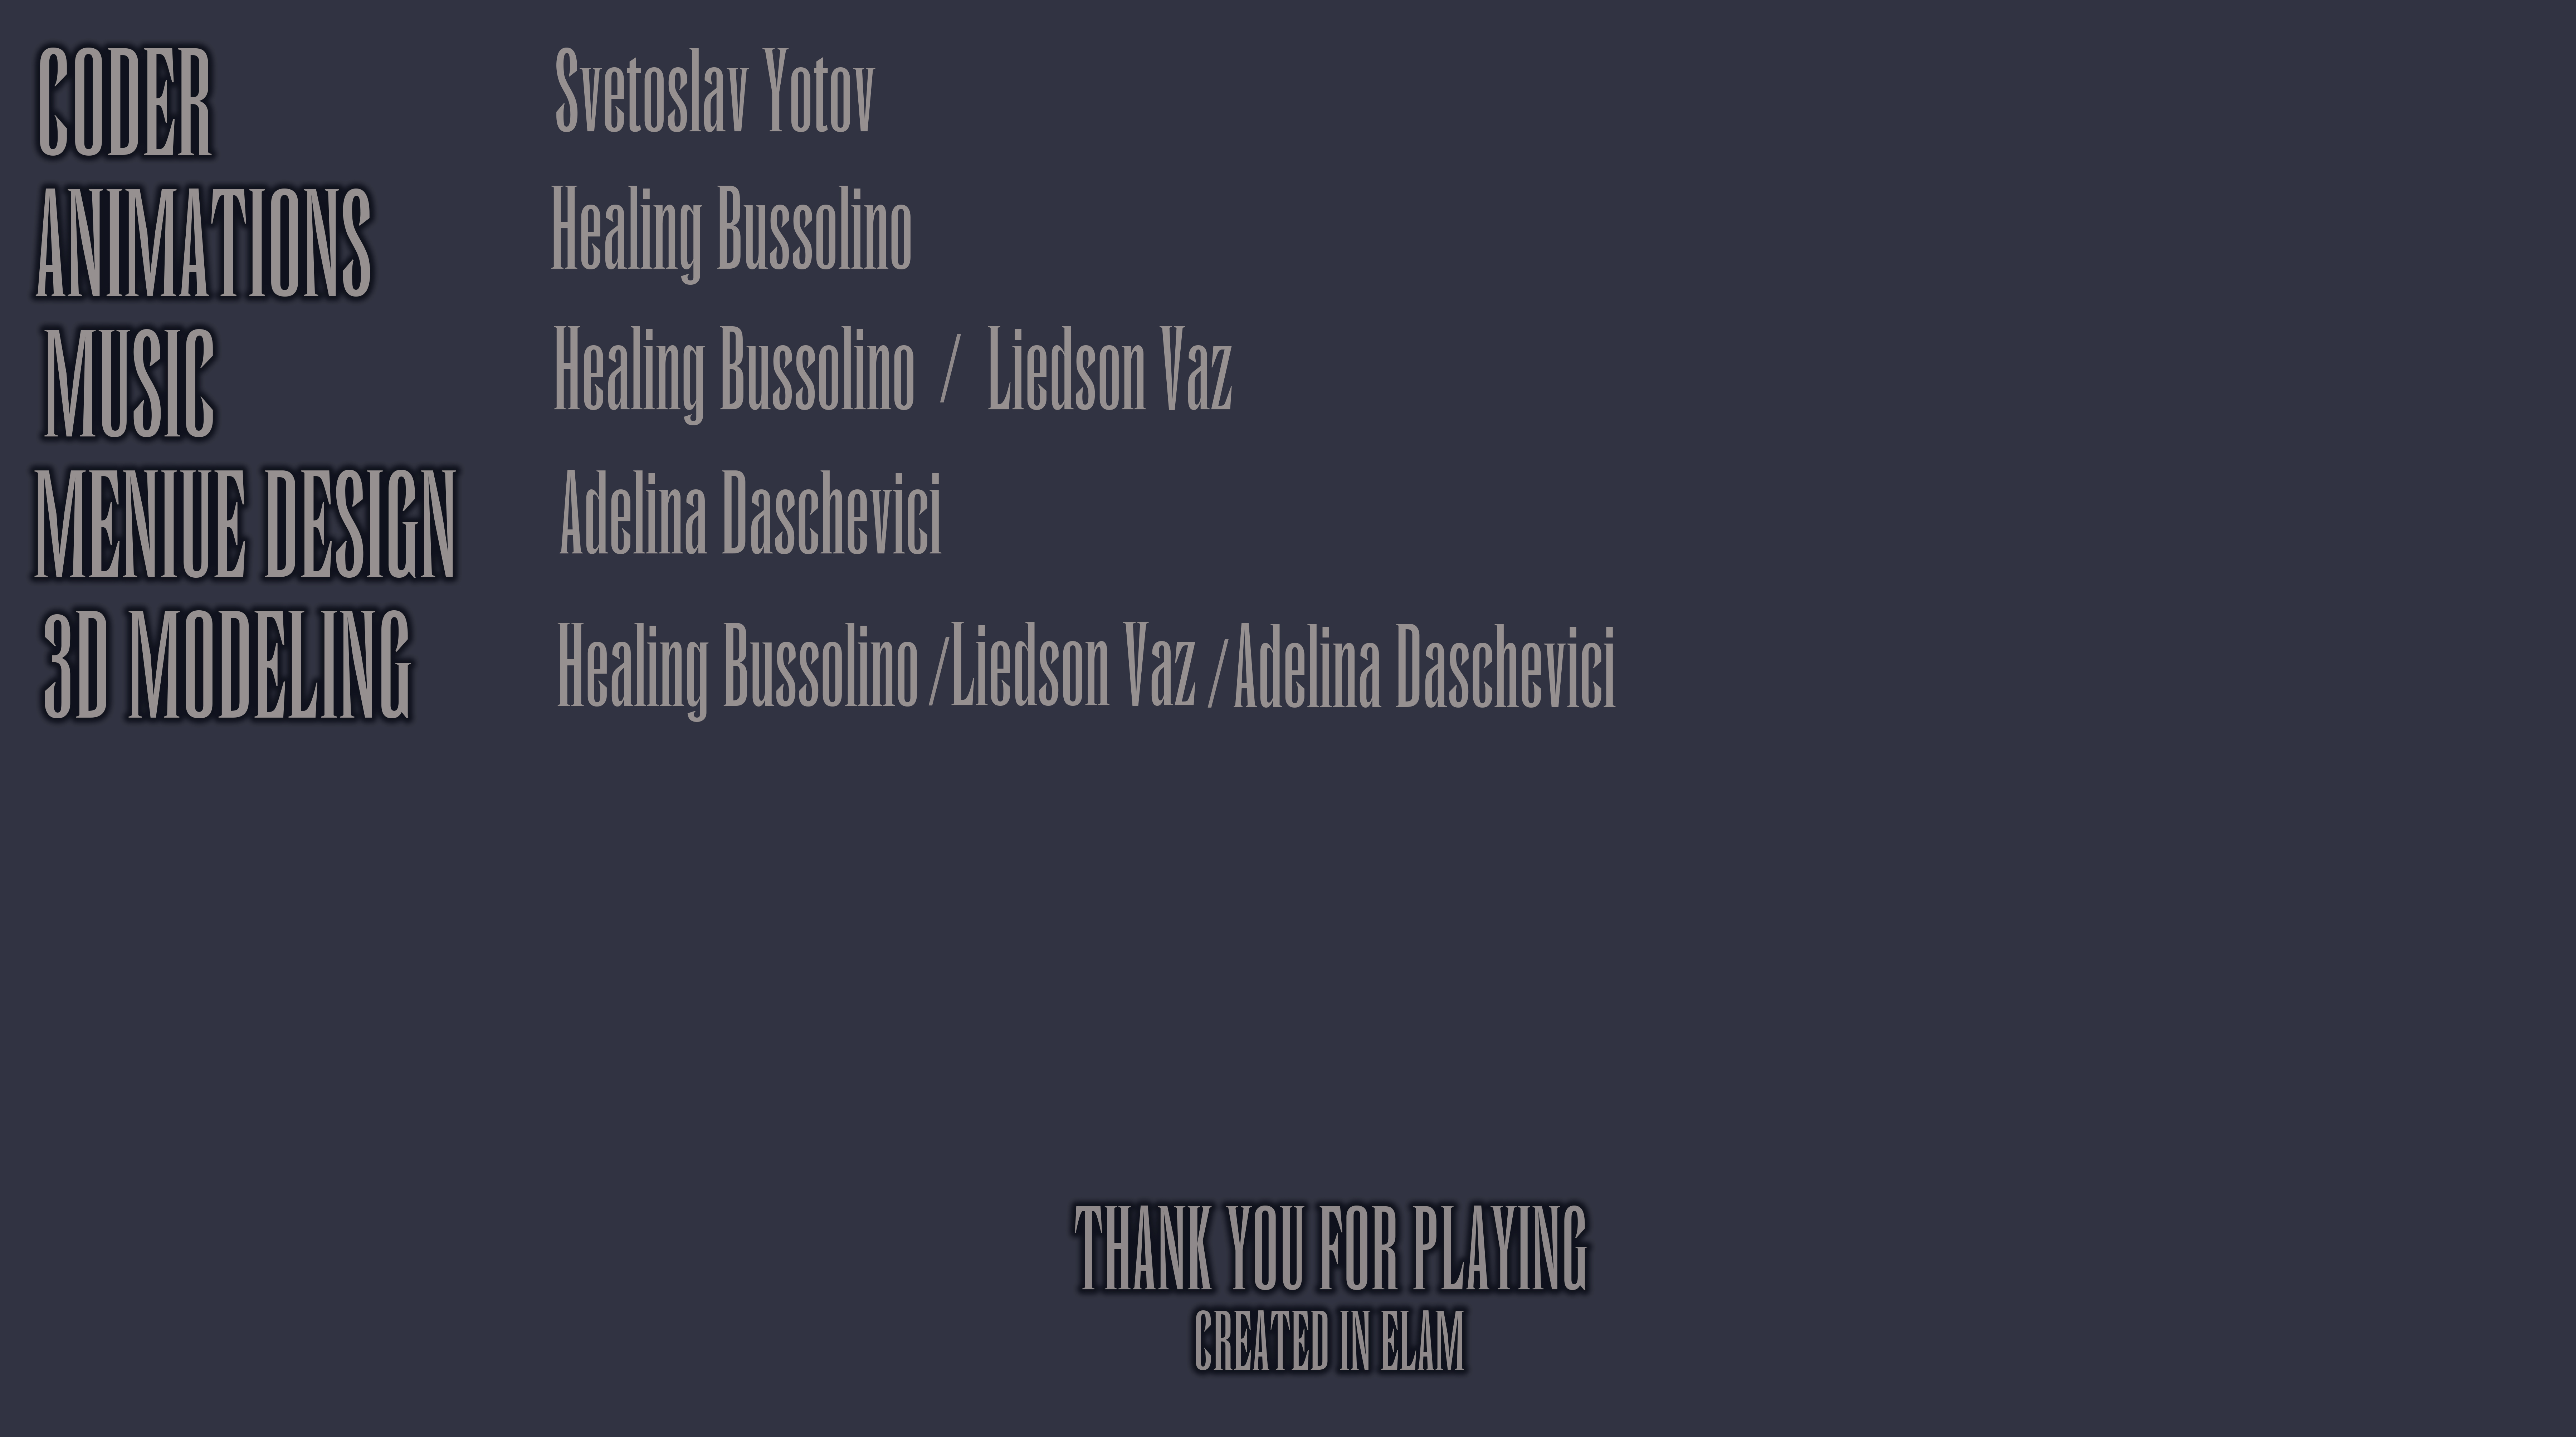 CODER Svetoslav Yotov
ANIMATIONS Healing Bussolino
MUSIC Healing Bussolino / Liedson Vaz
MENIUE DESIGN Adelina Daschevici
3D MODELING Healing Bussolino /Liedson Vaz /Adelina Daschevici
THANK YOU FOR PLAYING
CREATED IN ELAM